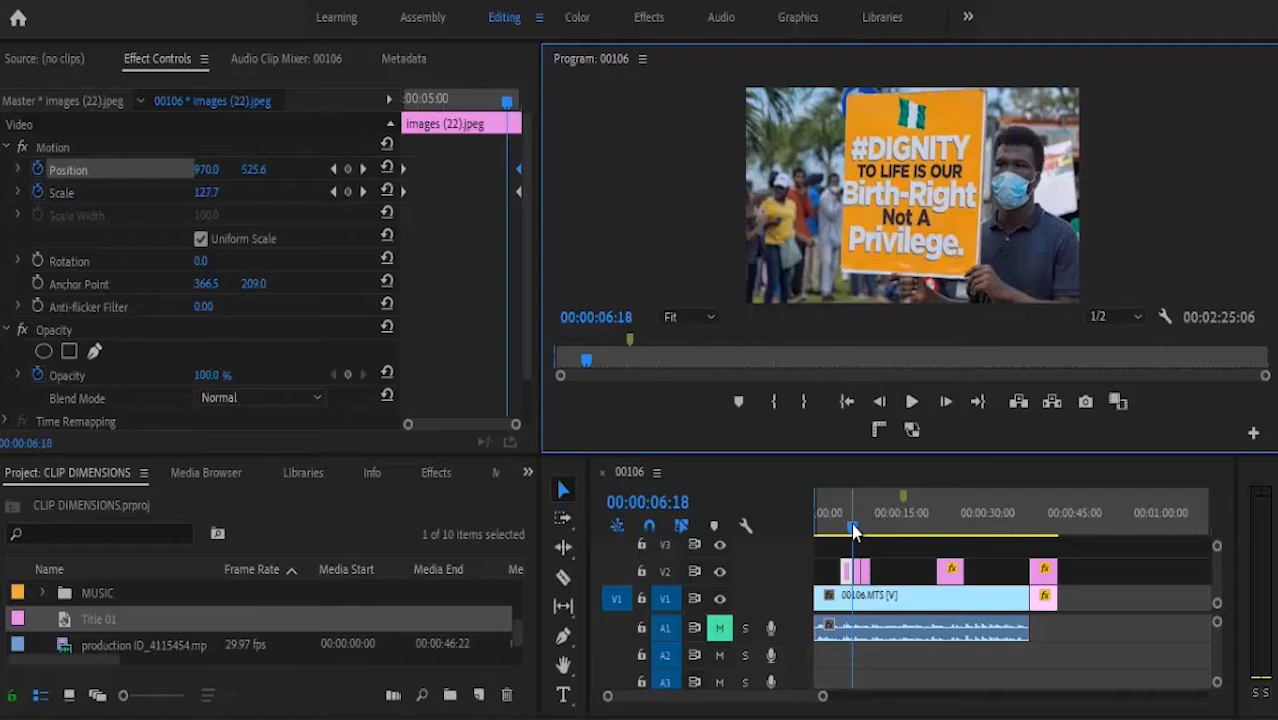 Learning
Assembly
Editing
Color
Effects
Audio
Graphics
Libraries
Source: (no clips)
Effect Controls
Audio Clip Mixer: 00106
Metadata
Program: 00106
Master * images (22).jpeg
00106 * images (22).jpeg
:00:05:00
images (22).jpeg
Video
fx Motion
Position 970.0 525.6
Scale 127.7
Scale Width 100.0
Uniform Scale
Rotation 0.0
Anchor Point 366.5 209.0
Anti-flicker Filter 0.00
fx Opacity
Opacity 100.0 %
Blend Mode Normal
fx Time Remapping
00:00:06:18
#DIGNITY
TO LIFE IS OUR
Birth-Right
Not A
Privilege.
00:00:06:18
Fit
1/2
00:02:25:06
Project: CLIP DIMENSIONS
Media Browser
Libraries
Info
Effects
M
CLIP DIMENSIONS.prproj
1 of 10 items selected
Name Frame Rate Media Start Media End Me
MUSIC
Title 01
production ID_4115454.mp 29.97 fps 00:00:00:00 00:00:46:22
00106
00:00:06:18
:00:00 00:00:15:00 00:00:30:00 00:00:45:00 00:01:00:00
V3
V2
fx
fx
V1 V1
fx 00106.MTS [V]
fx
A1 M S
fx
A2 M S
A3 M S
T
S S